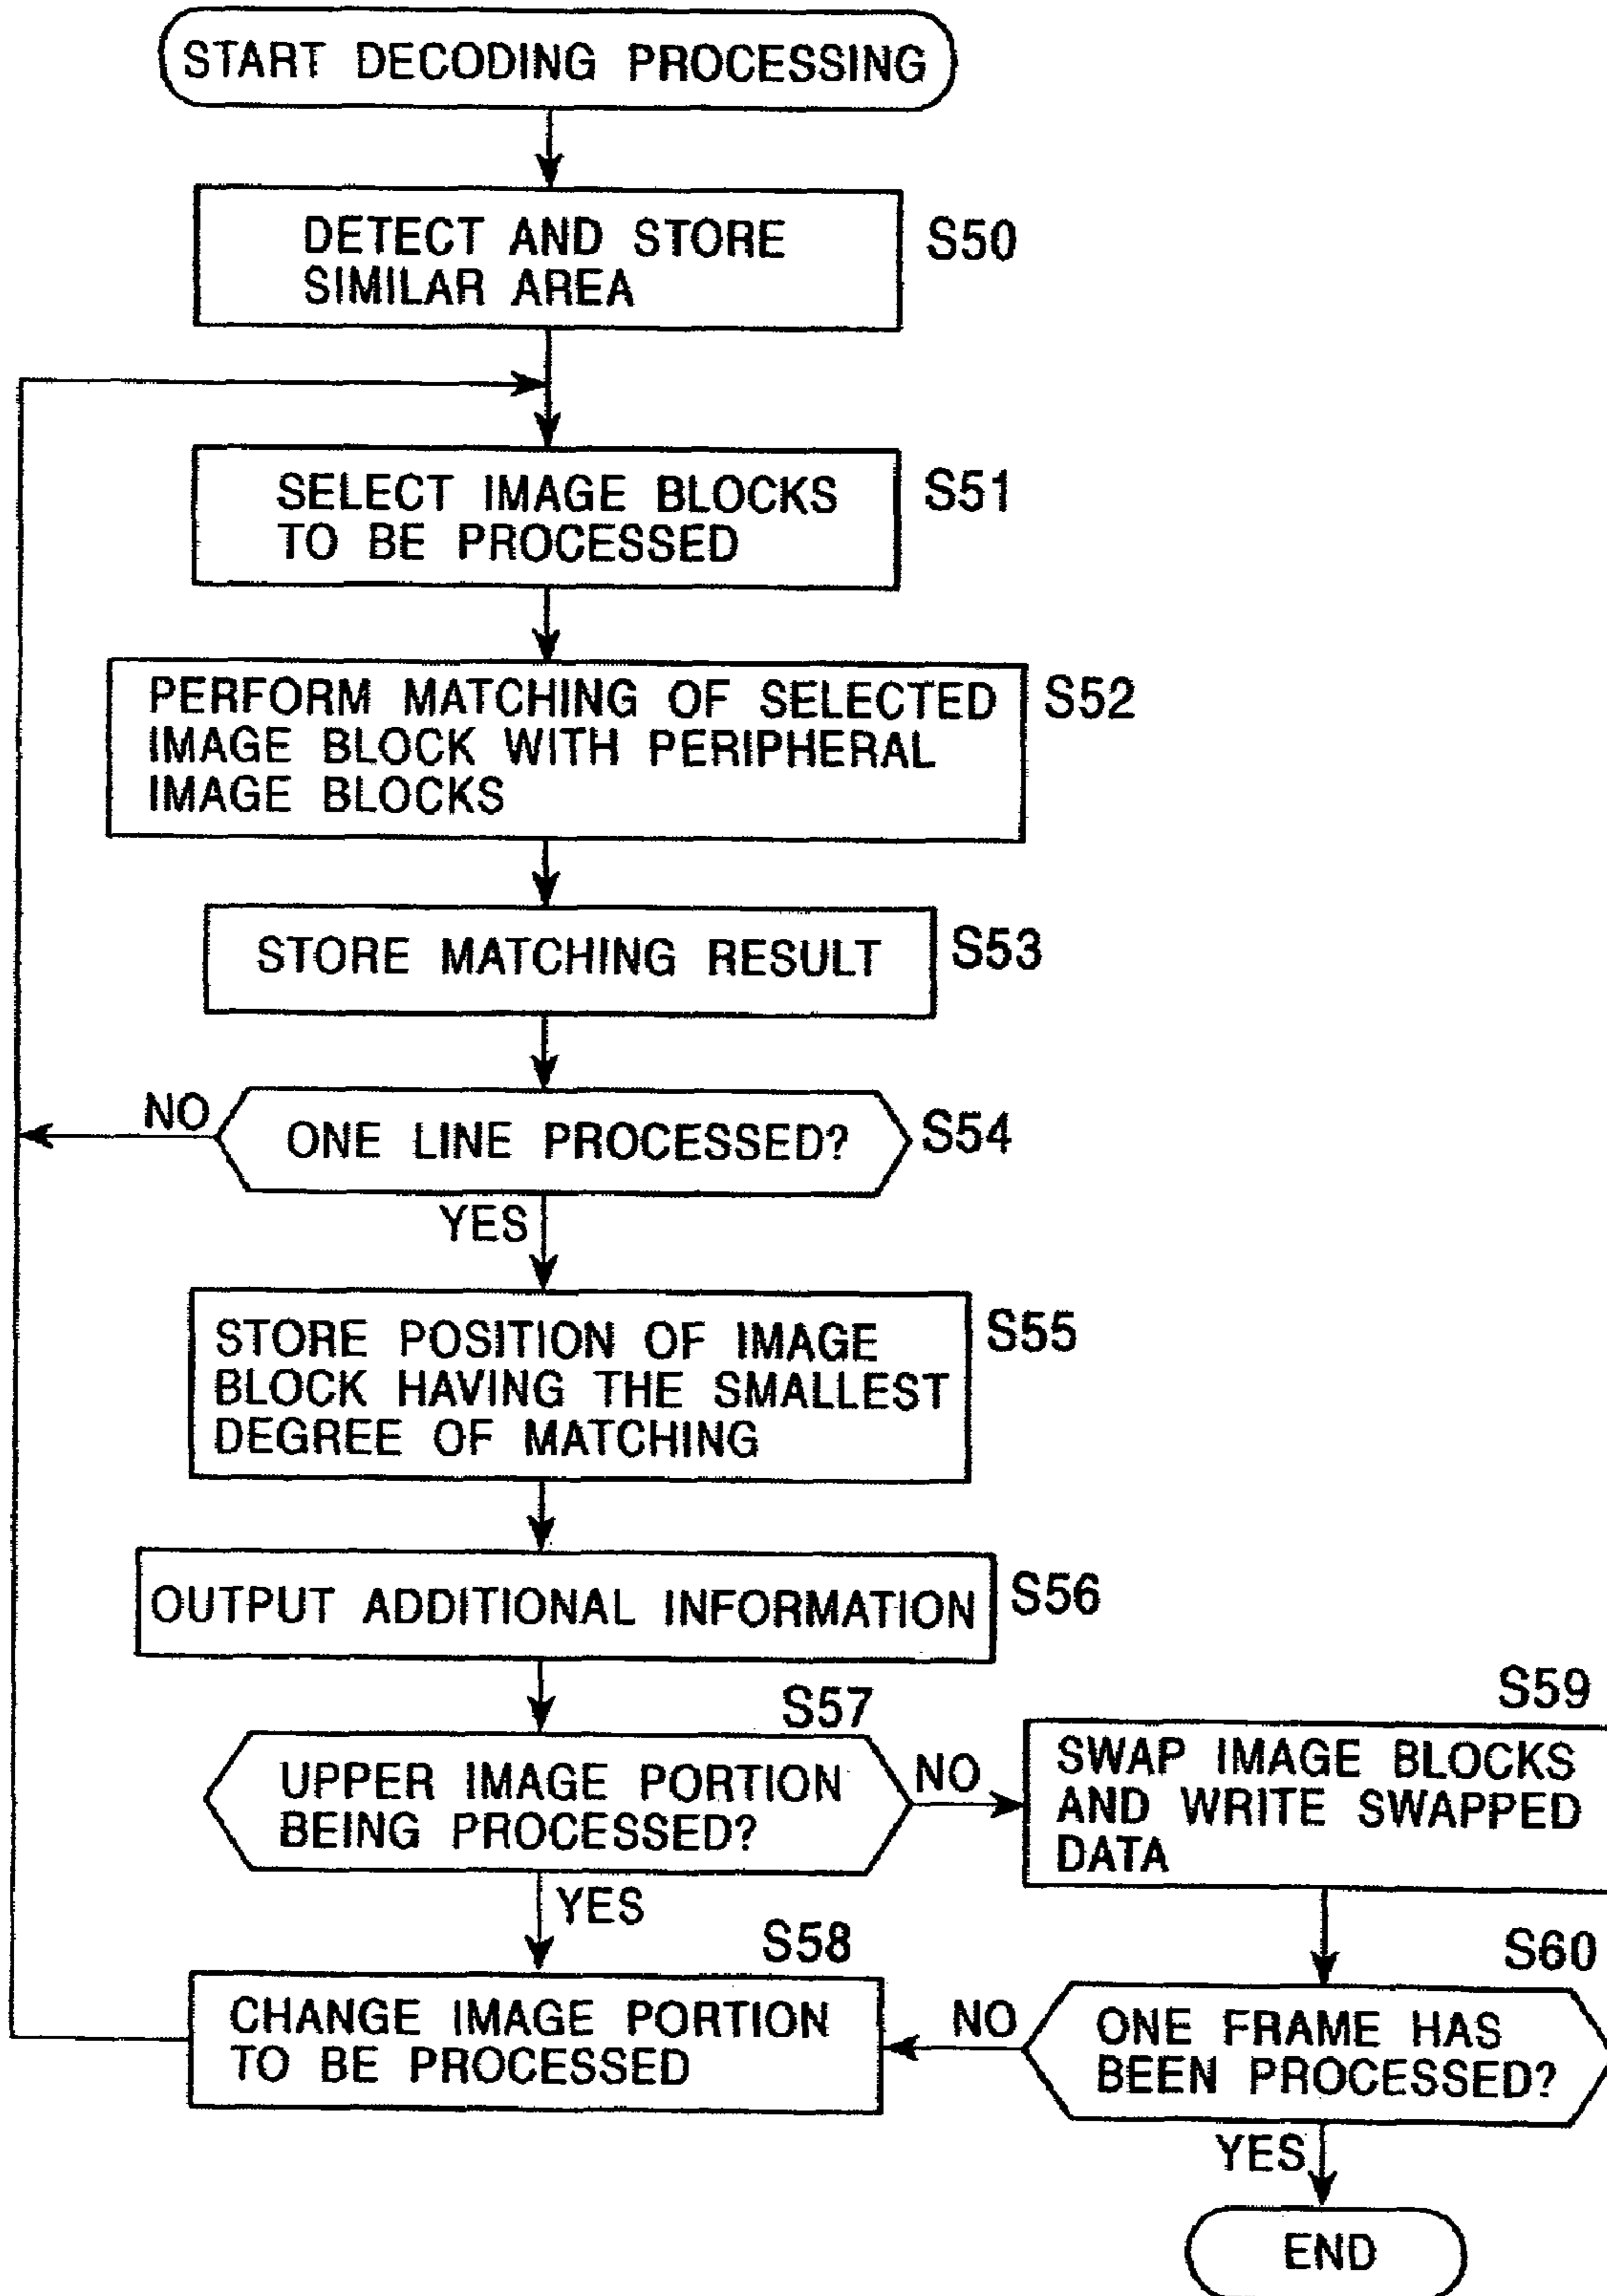 START DECODING PROCESSING
DETECT AND STORE
SIMILAR AREA
S50
SELECT IMAGE BLOCKS
TO BE PROCESSED
S51
PERFORM MATCHING OF SELECTED
IMAGE BLOCK WITH PERIPHERAL
IMAGE BLOCKS
S52
STORE MATCHING RESULT
S53
NO
ONE LINE PROCESSED?
S54
YES
STORE POSITION OF IMAGE
BLOCK HAVING THE SMALLEST
DEGREE OF MATCHING
S55
OUTPUT ADDITIONAL INFORMATION
S56
S57
UPPER IMAGE PORTION
BEING PROCESSED?
NO
YES
S59
SWAP IMAGE BLOCKS
AND WRITE SWAPPED
DATA
S58
CHANGE IMAGE PORTION
TO BE PROCESSED
NO
S60
ONE FRAME HAS
BEEN PROCESSED?
YES
END